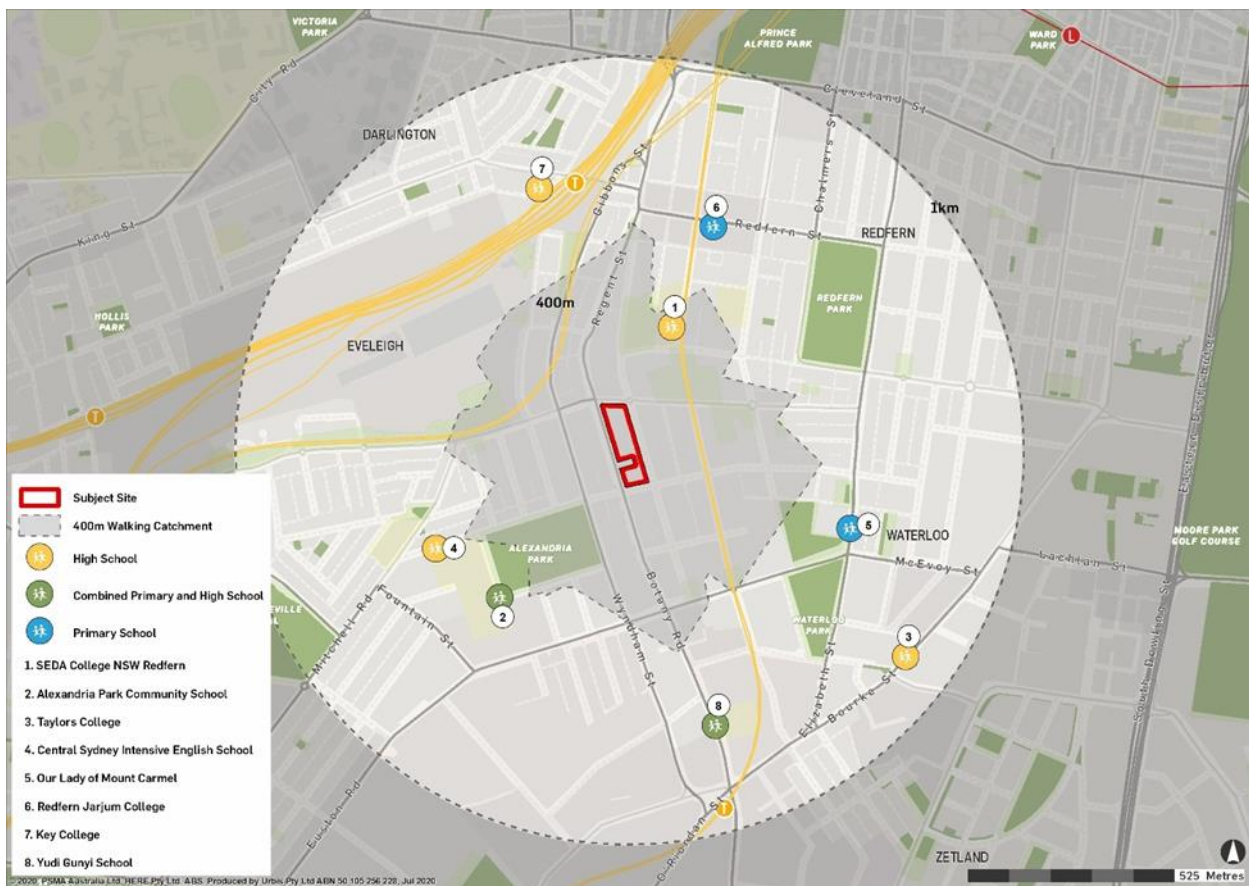 VICTORIA
PARK
PRINCE
ALFRED PARK
WARD
PARK
L
City Rd
Cleveland St
DARLINGTON
7
T
Gibbons St
Chalmers St
6
1km
King St
Redfern St
REDFERN
Regent St
400m
1
REDFERN
PARK
HOLLIS
PARK
EVELEIGH
T
Eastern Distributor
Subject Site
400m Walking Catchment
High School
Combined Primary and High School
Primary School
1. SEDA College NSW Redfern
2. Alexandria Park Community School
3. Taylors College
4. Central Sydney Intensive English School
5. Our Lady of Mount Carmel
6. Redfern Jarjum College
7. Key College
8. Yudi Gunyi School
4
ALEXANDRIA
PARK
5
WATERLOO
MOORE PARK
GOLF COURSE
McEvoy St
Lachlan St
2
Mitchell Rd
Fountain St
Botany Rd
Wyndham St
WATERLOO
PARK
3
Elizabeth St
Bourke St
South Dowling St
8
T
O'Riordan St
Euston Rd
ZETLAND
525 Metres
© 2020. PSMA Australia Ltd, HERE Pty Ltd. ABS. Produced by Urbis Pty Ltd ABN 50 105 256 228, Jul 2020